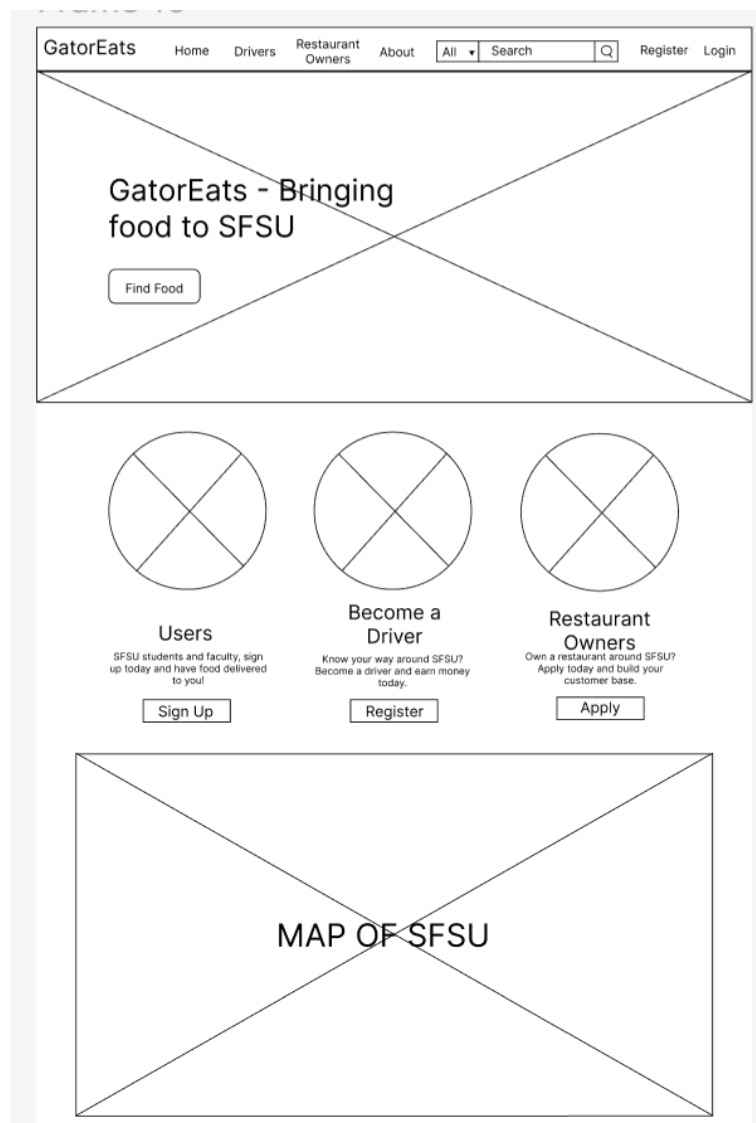 GatorEats Home Drivers Restaurant Owners About All ▾ Search Register Login
GatorEats - Bringing
food to SFSU
Find Food
Users
SFSU students and faculty, sign
up today and have food delivered
to you!
Sign Up
Become a
Driver
Know your way around SFSU?
Become a driver and earn money
today.
Register
Restaurant
Owners
Own a restaurant around SFSU?
Apply today and build your
customer base.
Apply
MAP OF SFSU